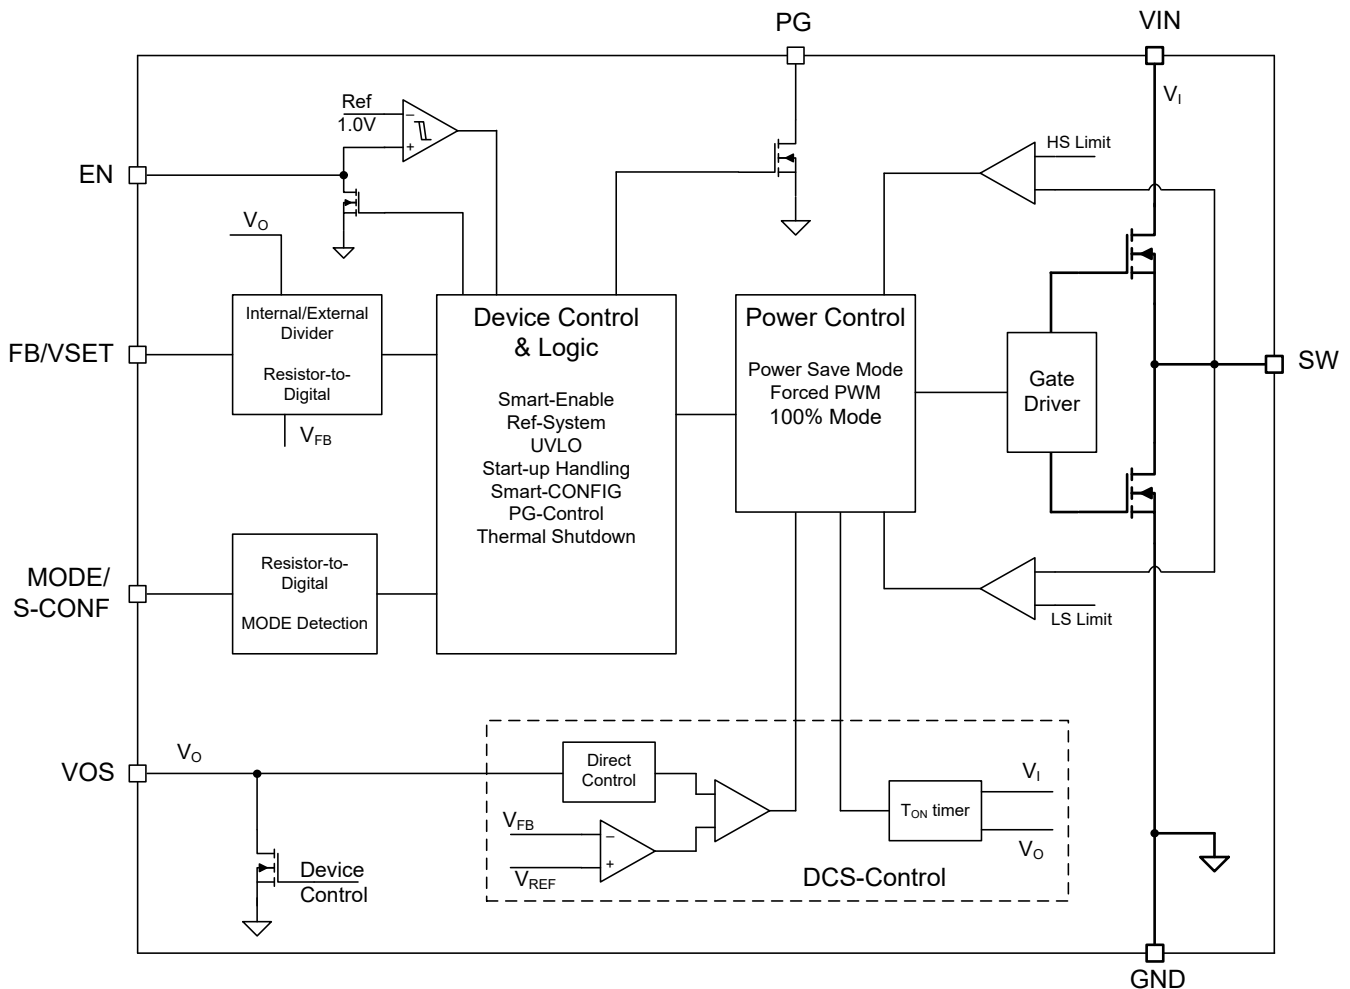 PG
VIN
V_I
Ref
1.0V
−
+
HS Limit
EN
V_O
Internal/External
Divider
Resistor-to-
Digital
FB/VSET
V_FB
Device Control
& Logic
Smart-Enable
Ref-System
UVLO
Start-up Handling
Smart-CONFIG
PG-Control
Thermal Shutdown
Power Control
Power Save Mode
Forced PWM
100% Mode
Gate
Driver
SW
MODE/
S-CONF
Resistor-to-
Digital
MODE Detection
LS Limit
VOS
V_O
Direct
Control
V_FB
−
+
V_REF
T_ON timer
V_I
V_O
DCS-Control
Device
Control
GND